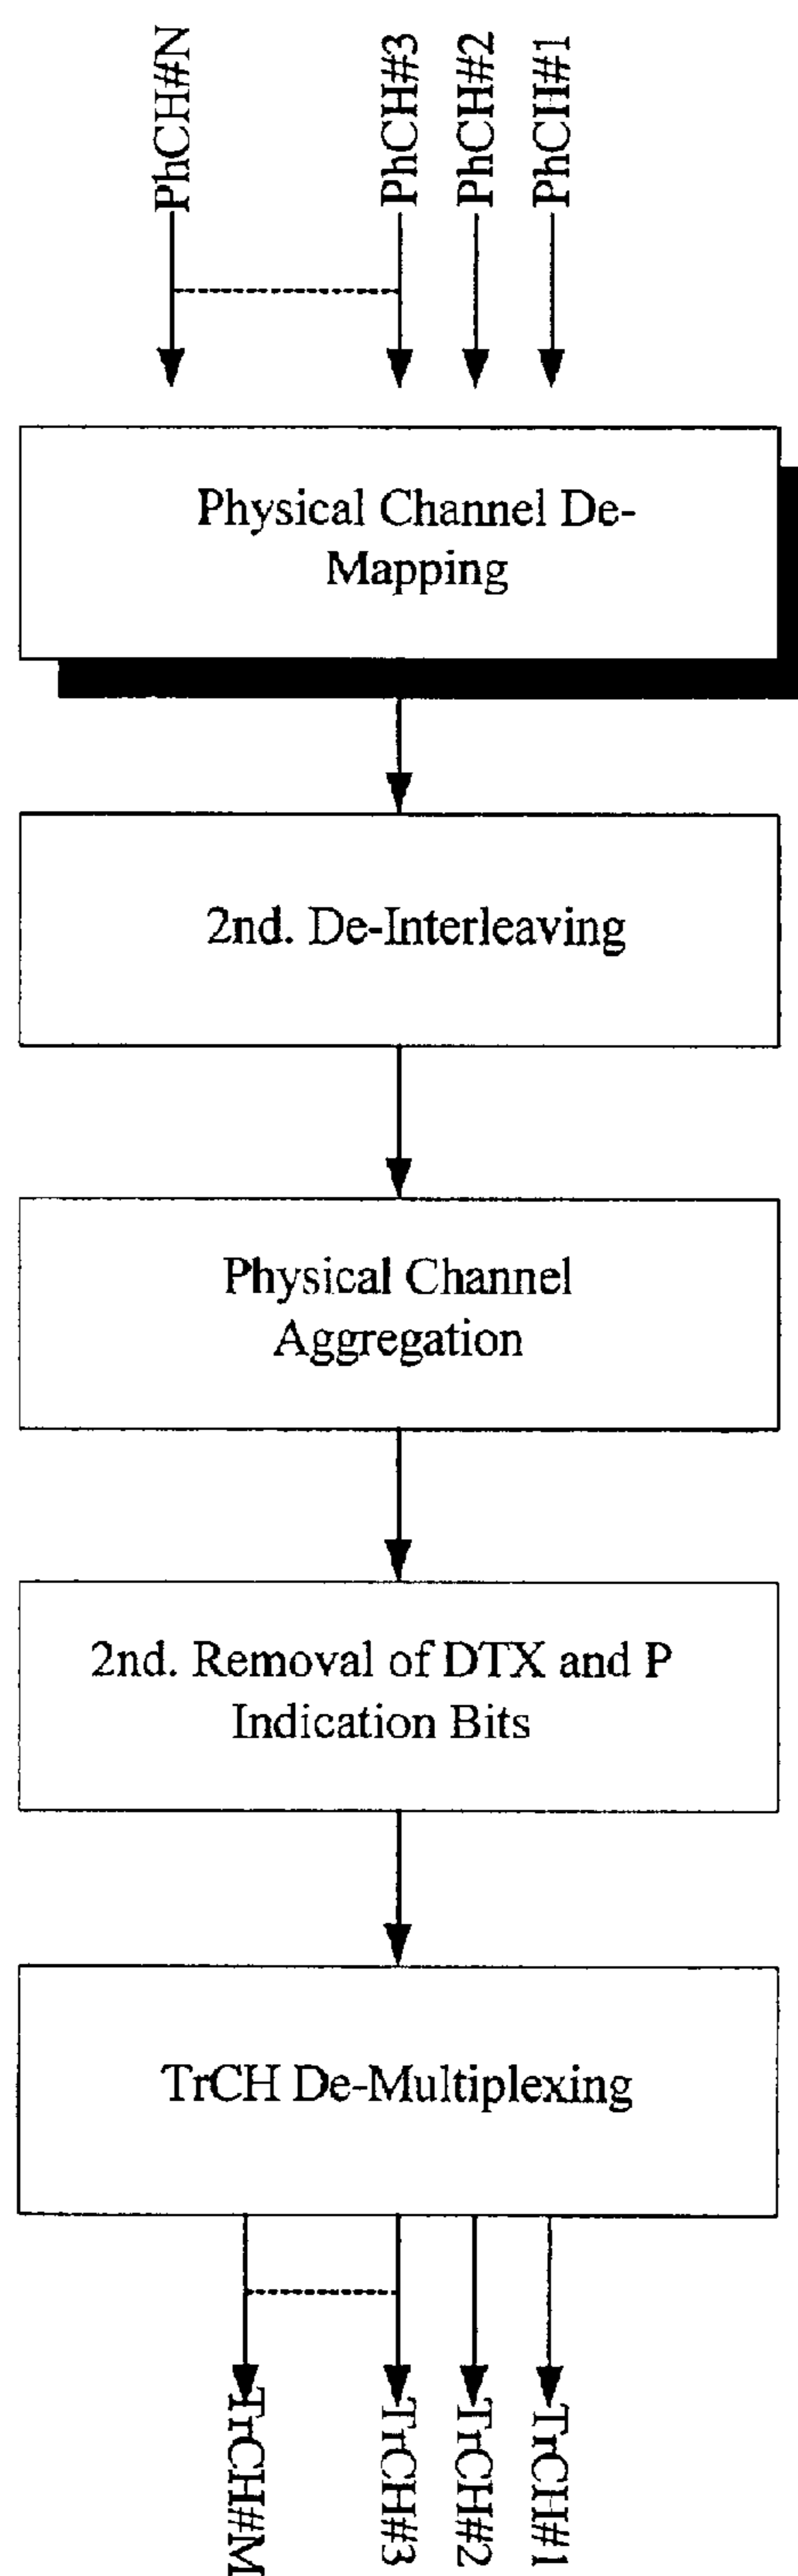 PhCH#N
PhCH#3
PhCH#2
PhCH#1
Physical Channel De-
Mapping
2nd. De-Interleaving
Physical Channel
Aggregation
2nd. Removal of DTX and P
Indication Bits
TrCH De-Multiplexing
TrCH#M
TrCH#3
TrCH#2
TrCH#1